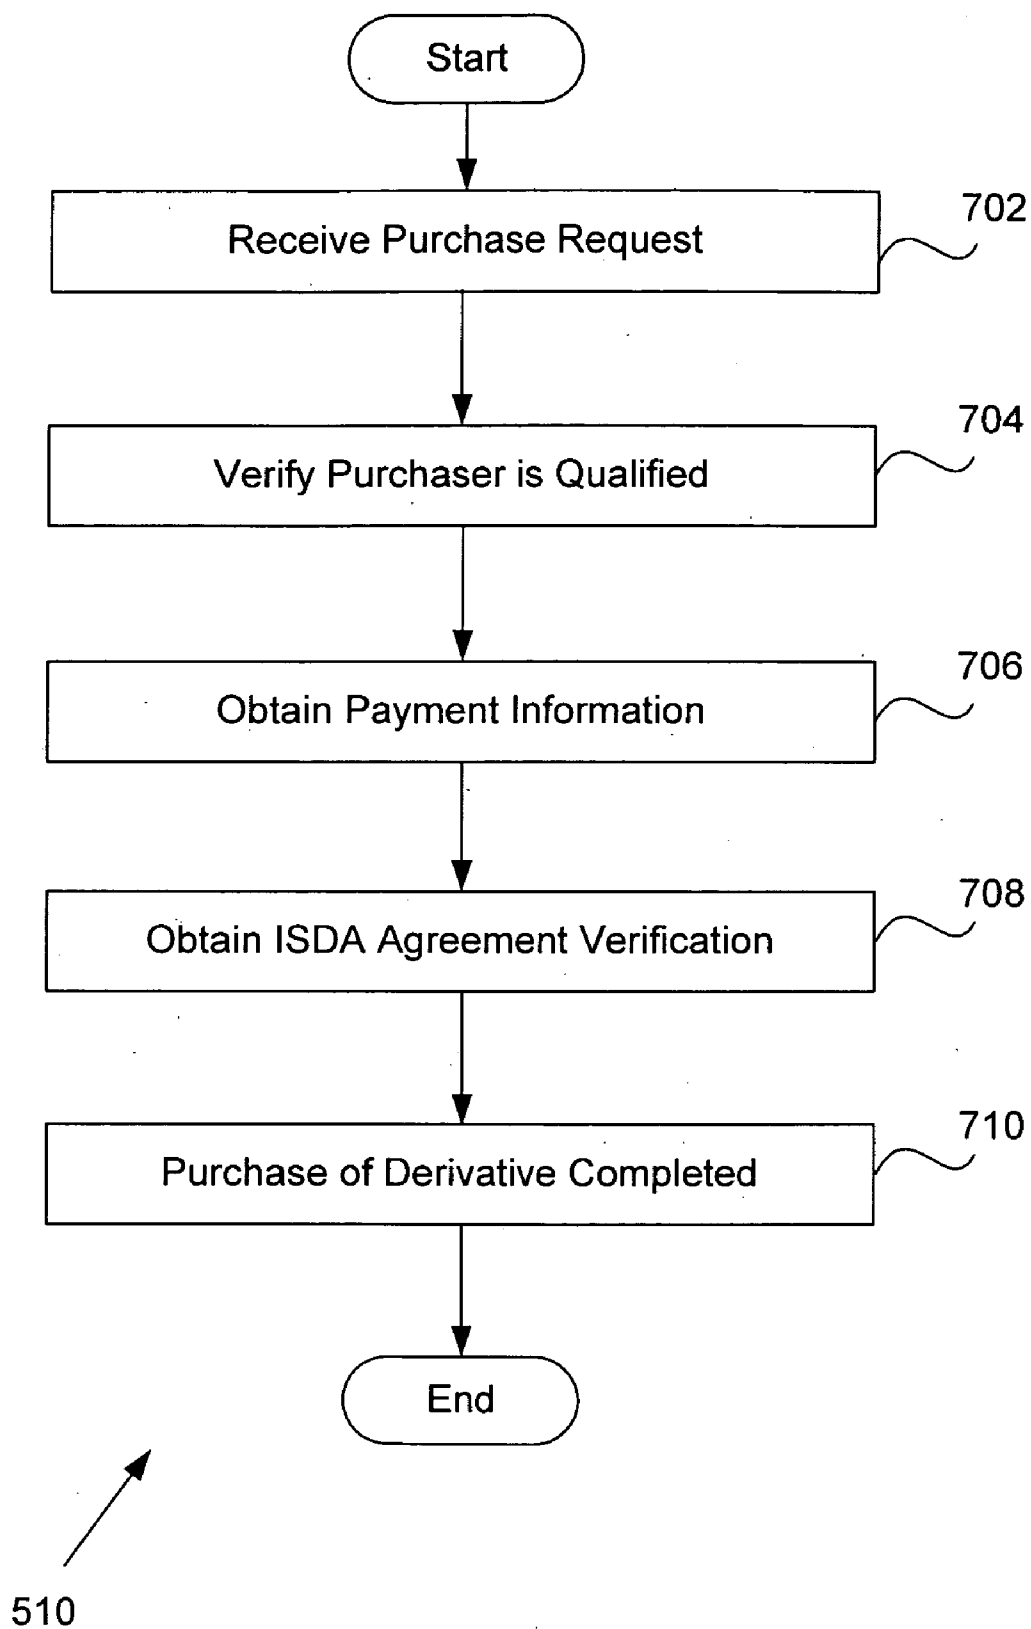 Start
Receive Purchase Request
702
Verify Purchaser is Qualified
704
Obtain Payment Information
706
Obtain ISDA Agreement Verification
708
Purchase of Derivative Completed
710
End
510